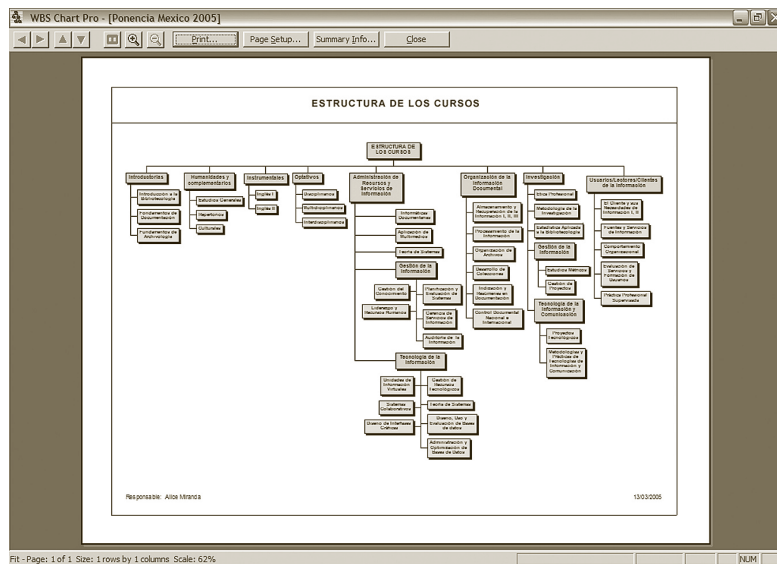 WBS Chart Pro - [Ponencia Mexico 2005]
Print... Page Setup... Summary Info... Close
ESTRUCTURA DE LOS CURSOS
ESTRUCTURA DE
LOS CURSOS
Introductorias
Introducción a la
Bibliotecología
Fundamentos de
Documentación
Fundamentos de
Archivología
Humanidades y
complementarios
Estudios Generales
Repertorios
Culturales
Instrumentales
Inglés I
Inglés II
Optativos
Disciplinarios
Multidisciplinarios
Interdisciplinarios
Administración de
Recursos y
Servicios de
Información
Informáticas
Documentarias
Aplicación de
Multimedios
Teoría de Sistemas
Gestión de la
Información
Gestión del
Conocimiento
Planificación y
Evaluación de
Sistemas
Liderazgo y
Recursos Humanos
Gerencia de
Servicios de
Información
Auditoría de la
Información
Tecnología de la
Información
Unidades de
Información
Virtuales
Gestión de
Recursos
Tecnológicos
Sistemas
Colaborativos
Teoría de Sistemas
Diseño de Interfases
Gráficas
Diseño, Uso y
Evaluación de Bases
de datos
Administración y
Optimización de
Bases de Datos
Organización de la
Información
Documental
Almacenamiento y
Recuperación de la
Información I, II, III
Procesamiento de la
Información
Organización de
Archivos
Desarrollo de
Colecciones
Indización y
Resúmenes en
Documentación
Control Documental
Nacional e
Internacional
Investigación
Etica Profesional
Metodología de la
Investigación
Estadística Aplicada
a la Bibliotecología
Gestión de la
Información
Estudios Métricos
Gestión de
Proyectos
Tecnología de la
Información y
Comunicación
Proyectos
Tecnológicos
Metodologías y
Prácticas de
Tecnologías de
Información y
Comunicación
Usuarios/Lectores/Clientes
de la Información
El Cliente y sus
Necesidades de
Información I, II
Fuentes y Servicios
de Información
Comportamiento
Organizacional
Evaluación de
Servicios y
Formación de
Usuarios
Práctica Profesional
Supervisada
Responsable: Alice Miranda
13/03/2005
Fit - Page: 1 of 1 Size: 1 rows by 1 columns Scale: 62%
NUM